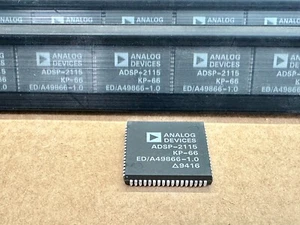 ANALOG
DEVICES
ADSP-2115
KP-66
ED/A49866-1.0
ANALOG
DEVICES
ADSP-2115
KP-66
ED/A49866-1.0
ANALOG
DEVICES
ADSP-2115
KP-66
ED/A49866-1.0
ANALOG
DEVICES
ADSP-2115
KP-66
ED/A49866-1.0
△9416